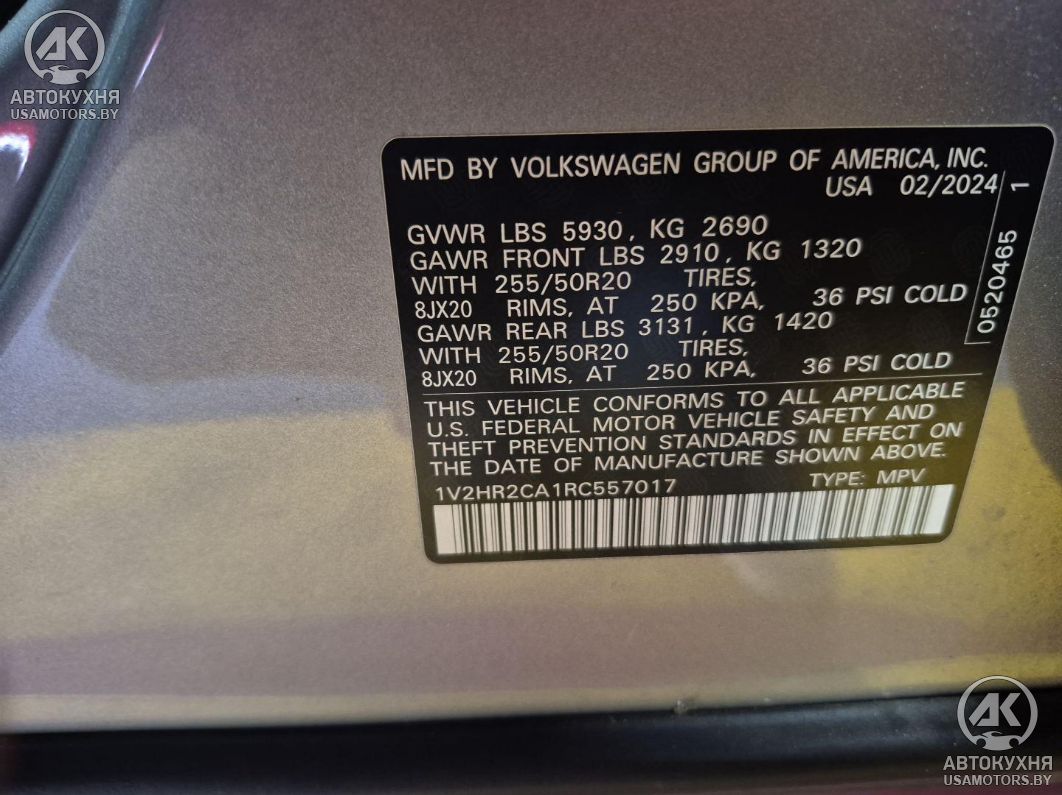 AK
АВТОКУХНЯ
USAMOTORS.BY
MFD BY VOLKSWAGEN GROUP OF AMERICA, INC.
USA 02/2024
1
0520465
GVWR LBS 5930, KG 2690
GAWR FRONT LBS 2910, KG 1320
WITH 255/50R20 TIRES,
8JX20 RIMS, AT 250 KPA, 36 PSI COLD
GAWR REAR LBS 3131, KG 1420
WITH 255/50R20 TIRES,
8JX20 RIMS, AT 250 KPA, 36 PSI COLD
THIS VEHICLE CONFORMS TO ALL APPLICABLE
U.S. FEDERAL MOTOR VEHICLE SAFETY AND
THEFT PREVENTION STANDARDS IN EFFECT ON
THE DATE OF MANUFACTURE SHOWN ABOVE.
1V2HR2CA1RC557017 TYPE: MPV
AK
АВТОКУХНЯ
USAMOTORS.BY